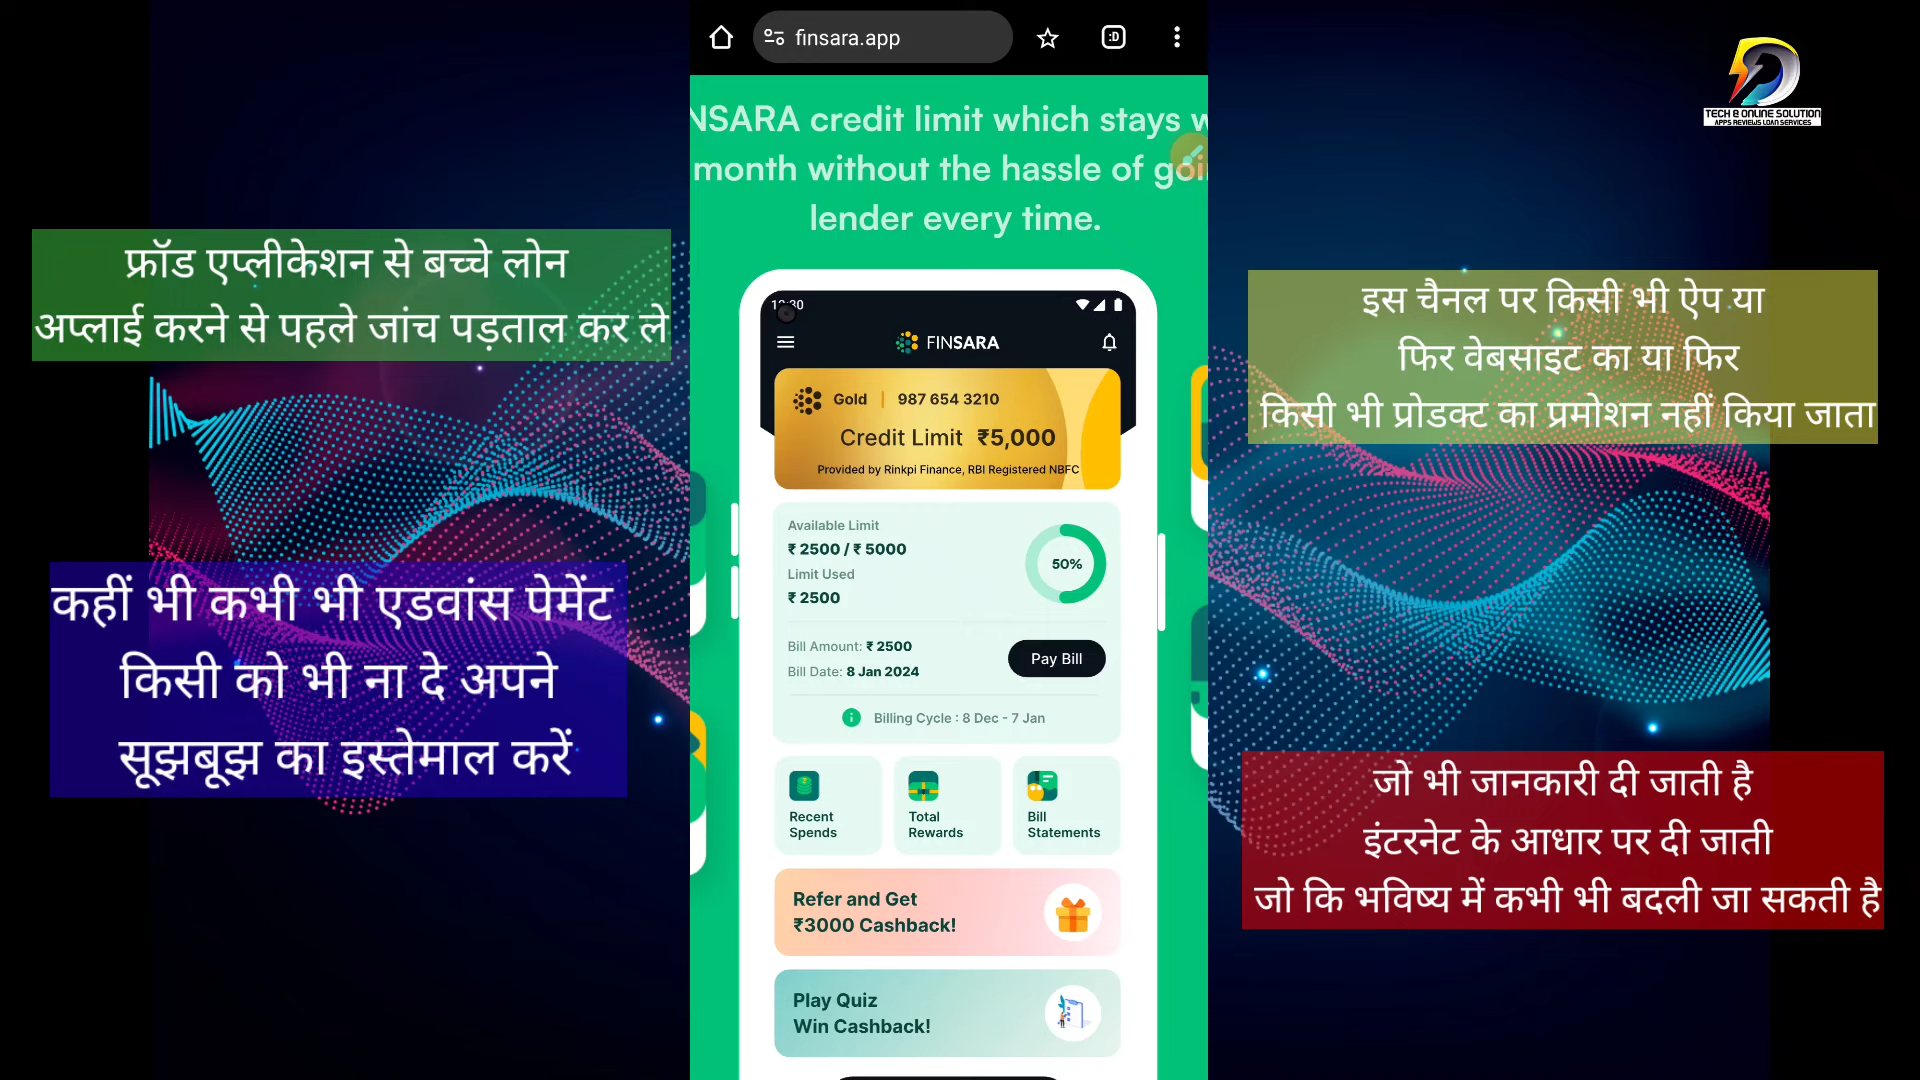 finsara.app
:D
TECH & ONLINE SOLUTION
APPS REVIEWS LOAN SERVICES
NSARA credit limit which stays w
month without the hassle of goi
lender every time.
फ्रॉड एप्लीकेशन से बच्चे लोन
अप्लाई करने से पहले जांच पड़ताल कर ले
कहीं भी कभी भी एडवांस पेमेंट
किसी को भी ना दे अपने
सूझबूझ का इस्तेमाल करें
FINSARA
Gold | 987 654 3210
Credit Limit ₹5,000
Provided by Rinkpi Finance, RBI Registered NBFC
Available Limit
₹ 2500 / ₹ 5000
50%
Limit Used
₹ 2500
Bill Amount: ₹ 2500
Bill Date: 8 Jan 2024
Pay Bill
Billing Cycle : 8 Dec - 7 Jan
Recent
Spends
Total
Rewards
Bill
Statements
Refer and Get
₹3000 Cashback!
Play Quiz
Win Cashback!
इस चैनल पर किसी भी ऐप या
फिर वेबसाइट का या फिर
किसी भी प्रोडक्ट का प्रमोशन नहीं किया जाता
जो भी जानकारी दी जाती है
इंटरनेट के आधार पर दी जाती
जो कि भविष्य में कभी भी बदली जा सकती है